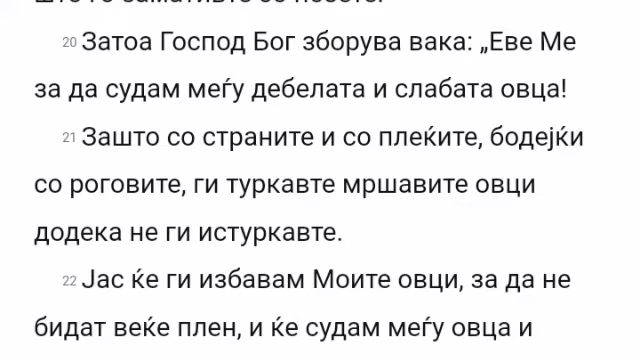 20 Затоа Господ Бог зборува вака: „Еве Ме
за да судам меѓу дебелата и слабата овца!
21 Зашто со страните и со плеќите, бодејќи
со роговите, ги туркавте мршавите овци
додека не ги истуркавте.
22 Јас ќе ги избавам Моите овци, за да не
бидат веќе плен, и ќе судам меѓу овца и